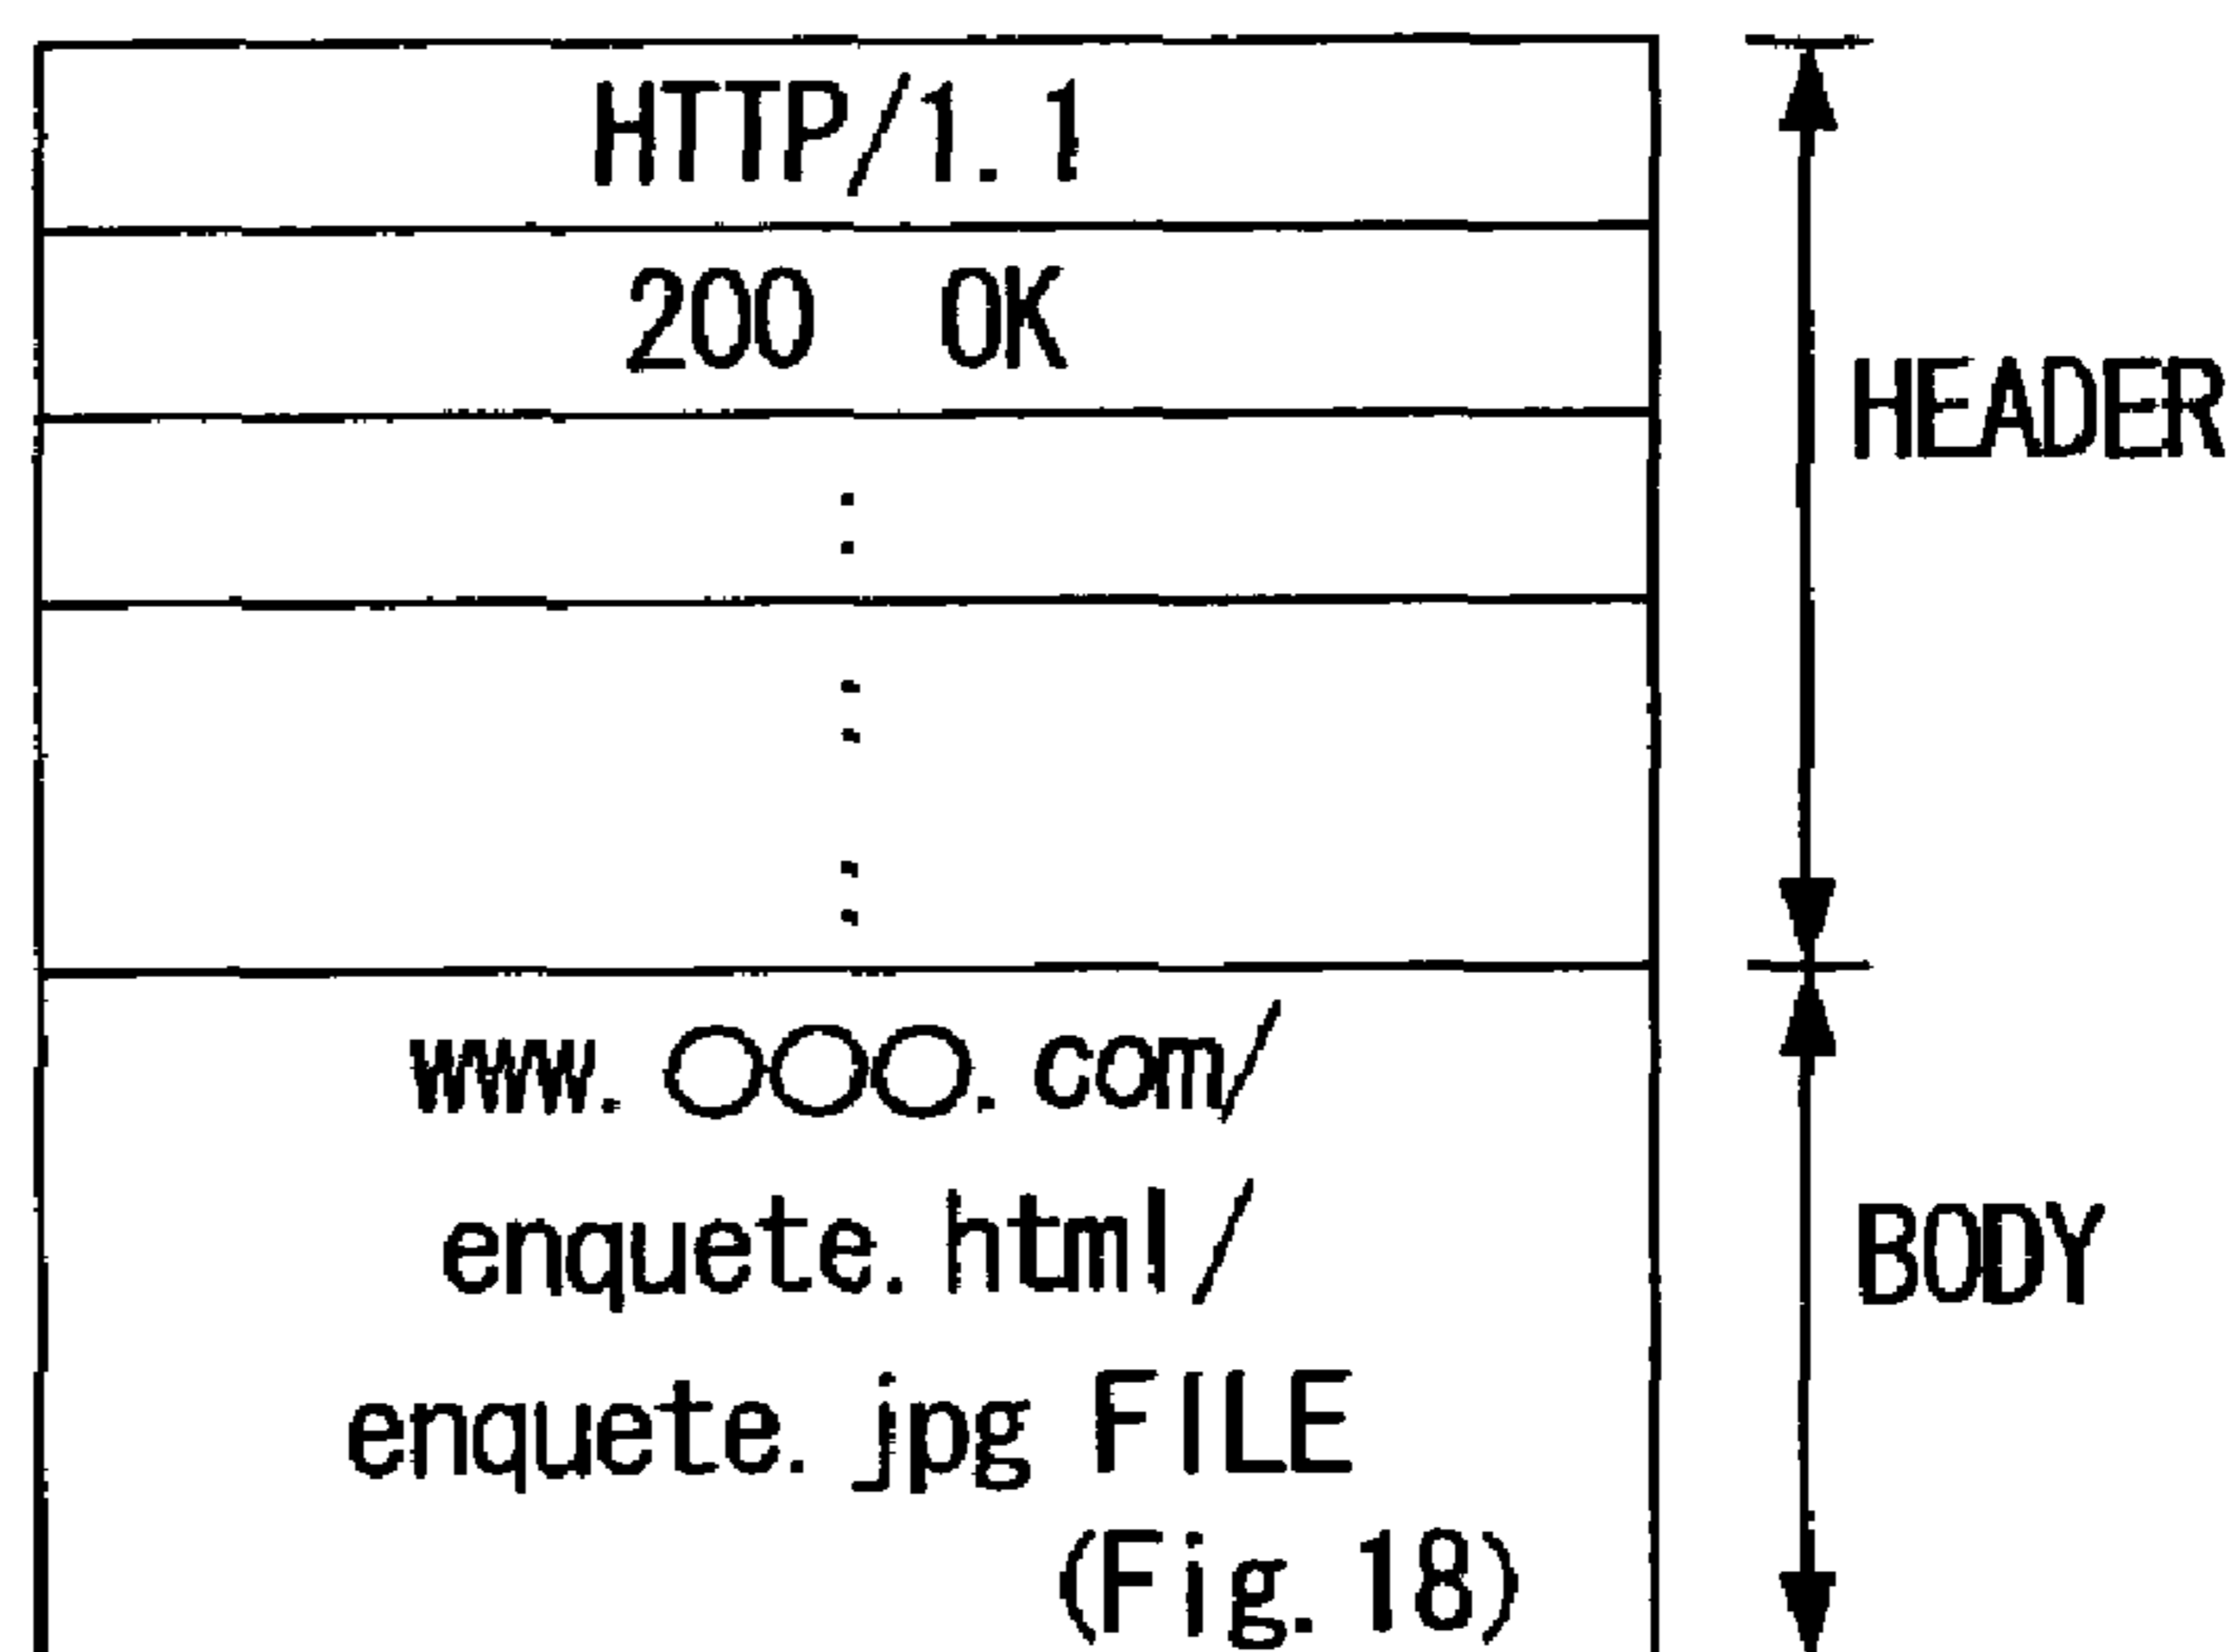 HTTP/1.1
200 OK
:
:
:
HEADER
www.○○○.com/
enquete.html/
enquete.jpg FILE
(Fig.18)
BODY